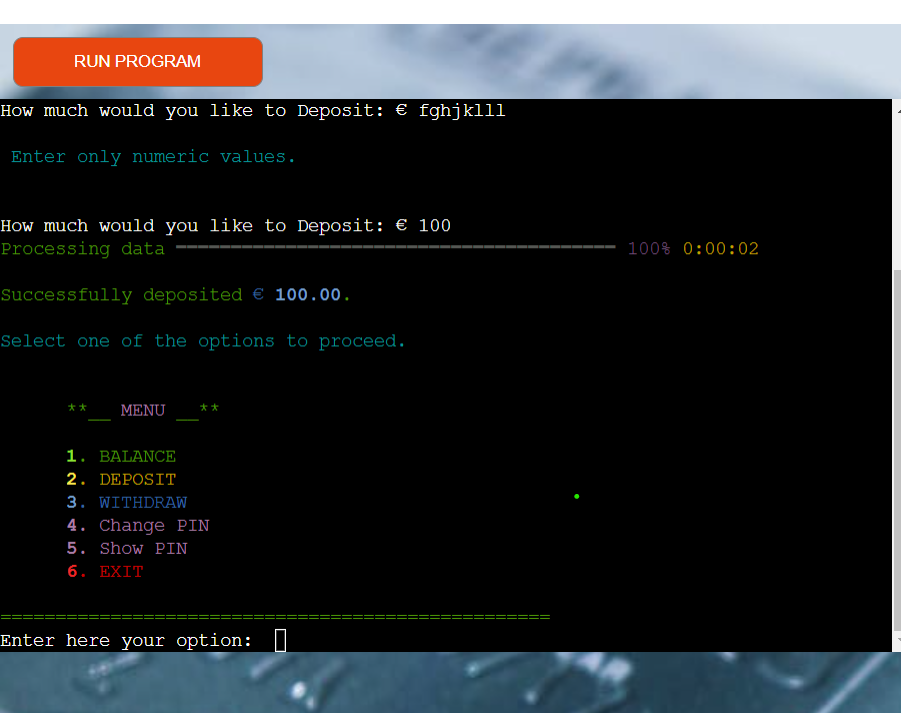 RUN PROGRAM
How much would you like to Deposit: € fghjklll
Enter only numeric values.
How much would you like to Deposit: € 100
Processing data ━━━━━━━━━━━━━━━━━━━━━━━━━━━━━━━━━━━━━━━━ 100% 0:00:02
Successfully deposited € 100.00.
Select one of the options to proceed.
**__ MENU __**
1. BALANCE
2. DEPOSIT
3. WITHDRAW
4. Change PIN
5. Show PIN
6. EXIT
==================================================
Enter here your option: